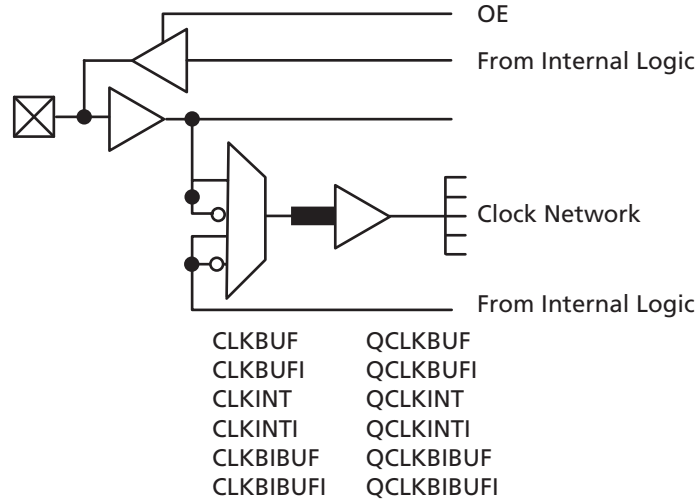 OE
From Internal Logic
Clock Network
From Internal Logic
CLKBUF QCLKBUF
CLKBUFI QCLKBUFI
CLKINT QCLKINT
CLKINTI QCLKINTI
CLKBIBUF QCLKBIBUF
CLKBIBUFI QCLKBIBUFI